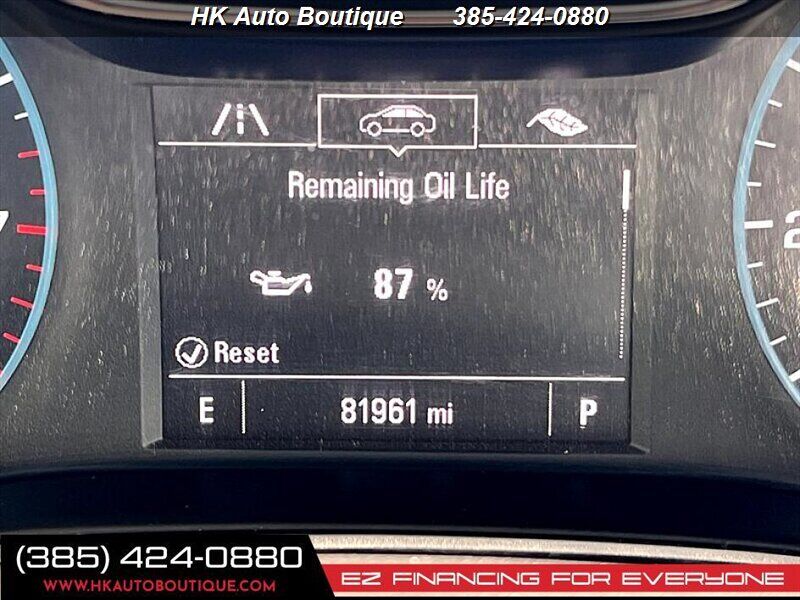 HK Auto Boutique 385-424-0880
Remaining Oil Life
87 %
Reset
E 81961 mi P
7
(385) 424-0880
WWW.HKAUTOBOUTIQUE.COM
EZ FINANCING FOR EVERYONE